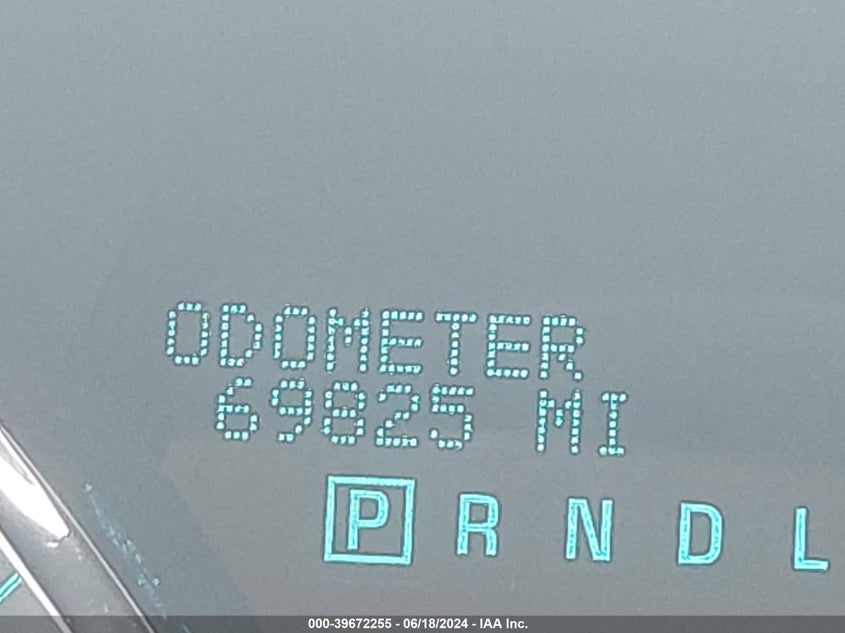 ODOMETER
69825 MI
P R N D L
000-39672255 - 06/18/2024 - IAA Inc.